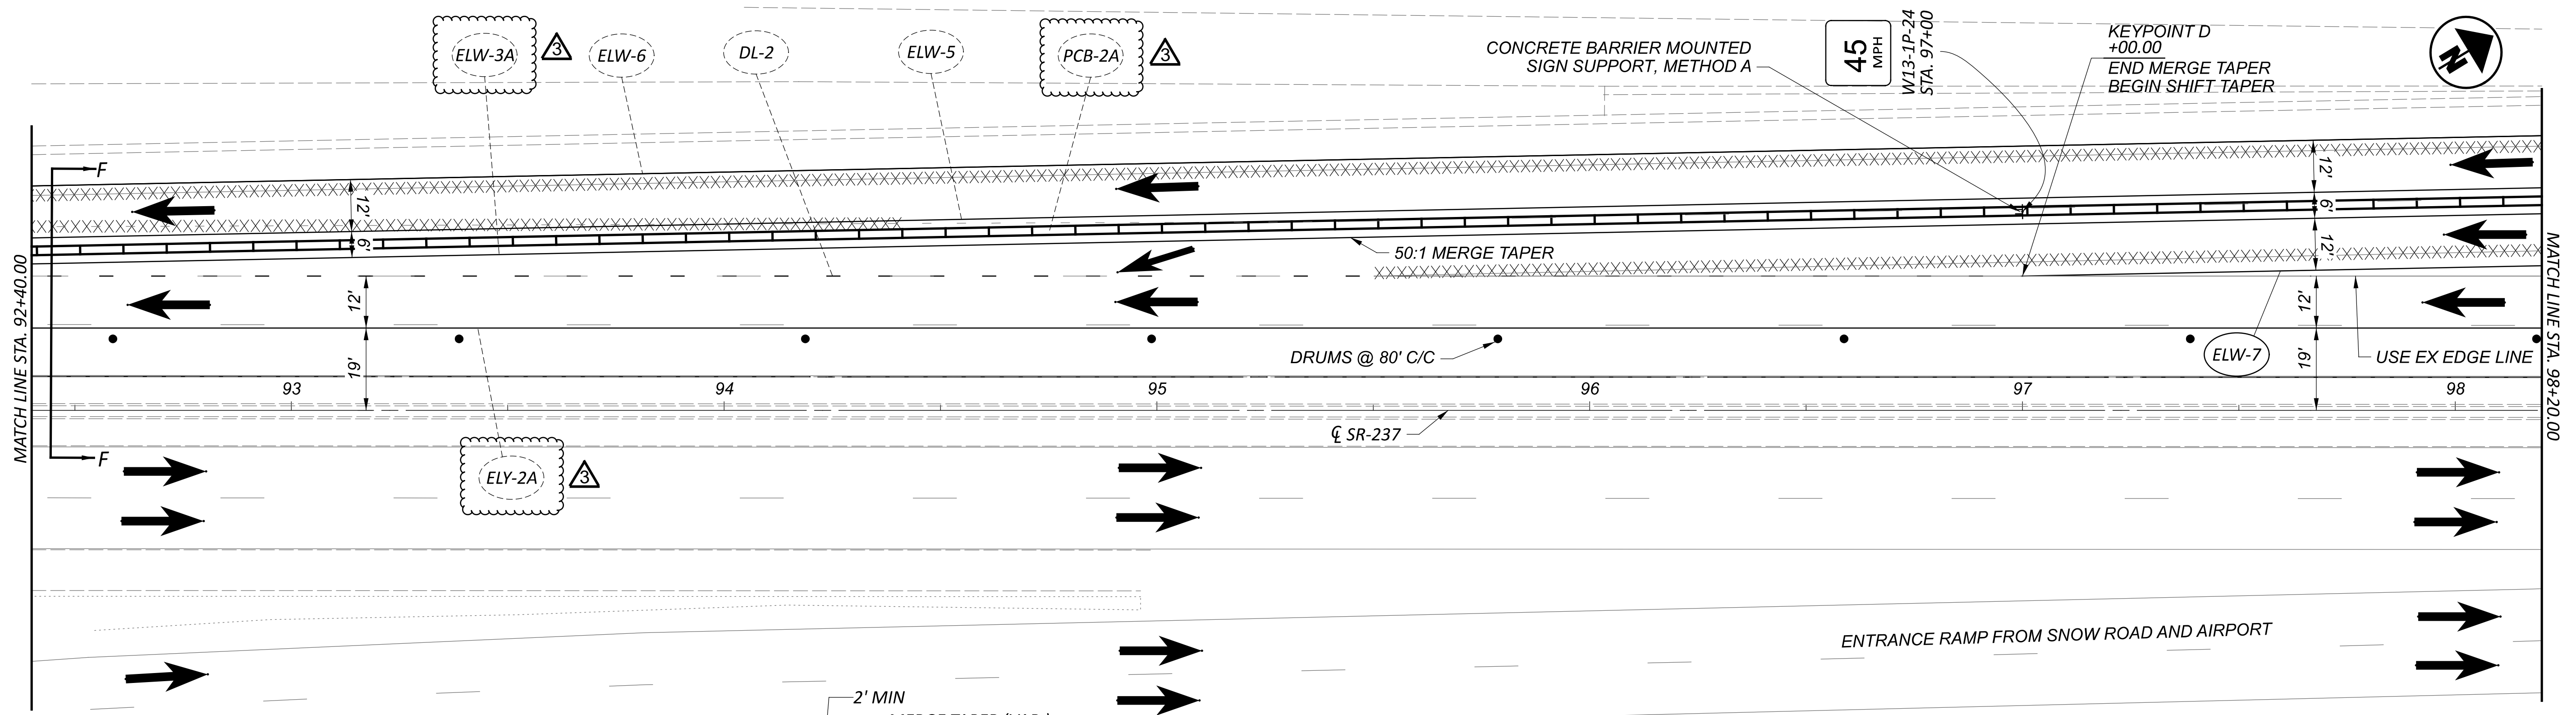 ELW-3A
3
ELW-6
DL-2
ELW-5
PCB-2A
3
CONCRETE BARRIER MOUNTED
SIGN SUPPORT, METHOD A
45
MPH
W13-1P-24
STA. 97+00
KEYPOINT D
+00.00
END MERGE TAPER
BEGIN SHIFT TAPER
N
F
12'
6'
12'
6'
12'
50:1 MERGE TAPER
MATCH LINE STA. 92+40.00
MATCH LINE STA. 98+20.00
12'
19'
12'
19'
DRUMS @ 80' C/C
ELW-7
USE EX EDGE LINE
93
94
95
96
97
98
℄ SR-237
F
ELY-2A
3
ENTRANCE RAMP FROM SNOW ROAD AND AIRPORT
2' MIN